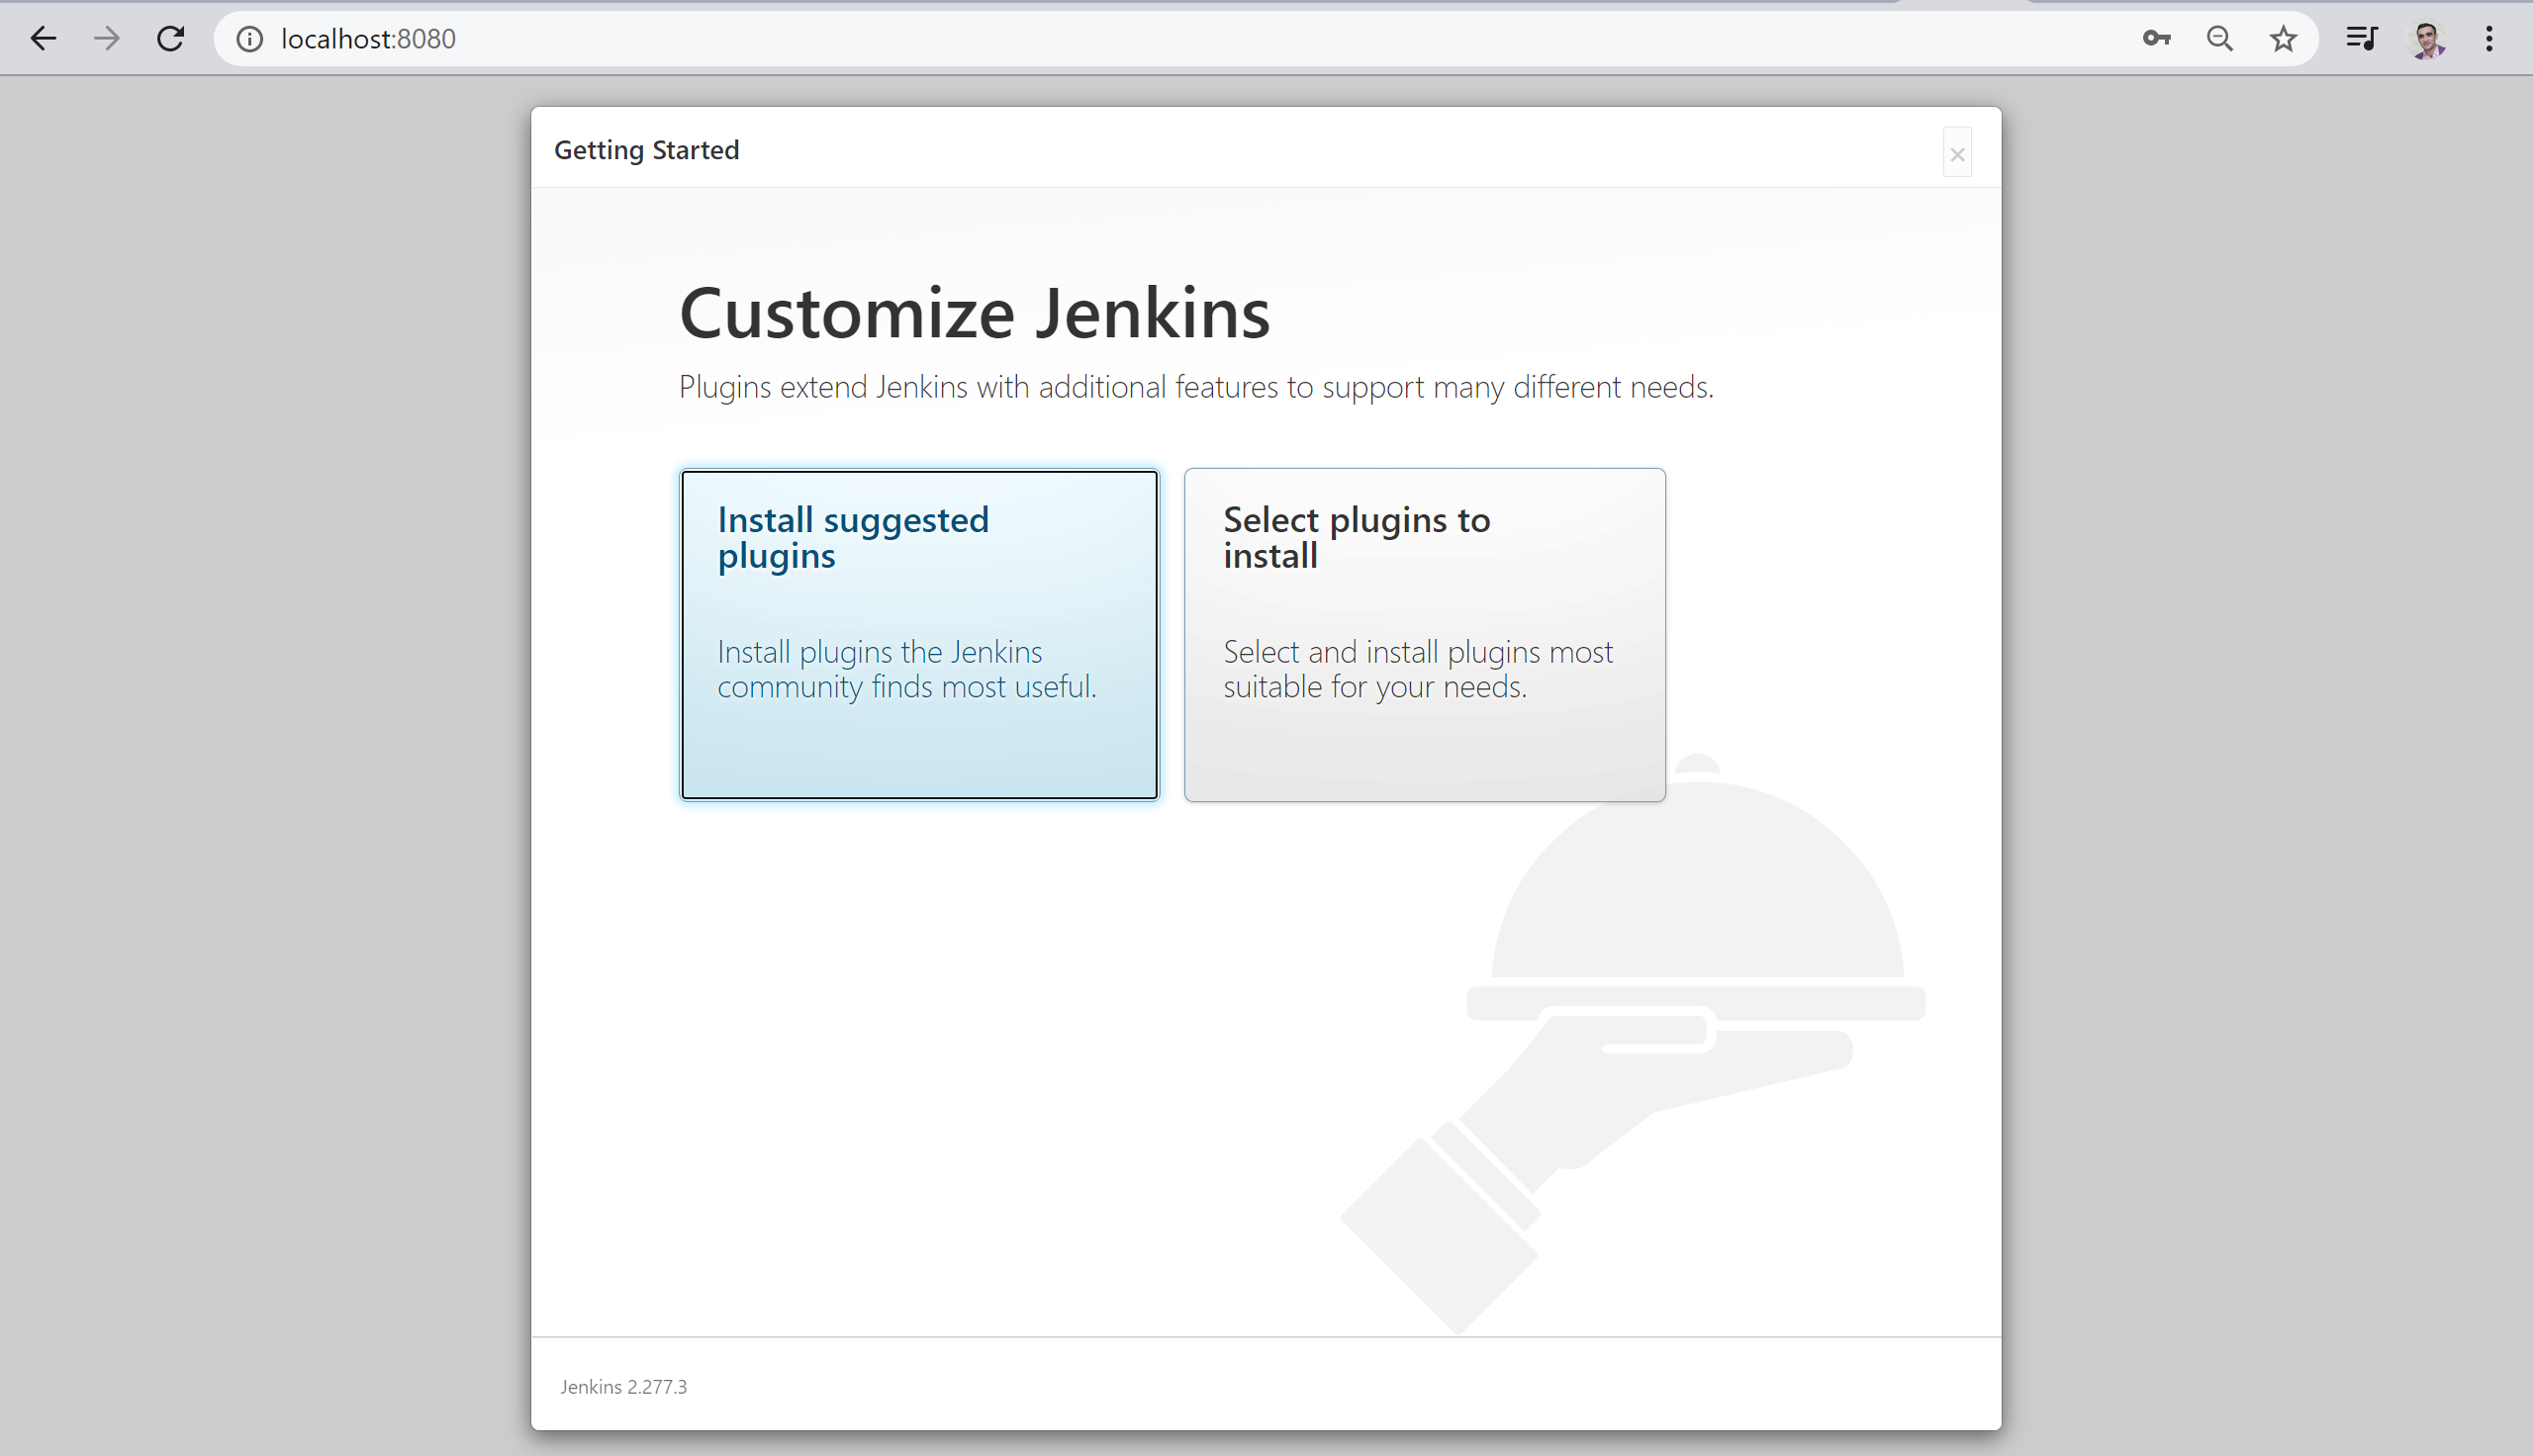 localhost:8080
Getting Started
×
Customize Jenkins
Plugins extend Jenkins with additional features to support many different needs.
Install suggested
plugins
Install plugins the Jenkins
community finds most useful.
Select plugins to
install
Select and install plugins most
suitable for your needs.
Jenkins 2.277.3